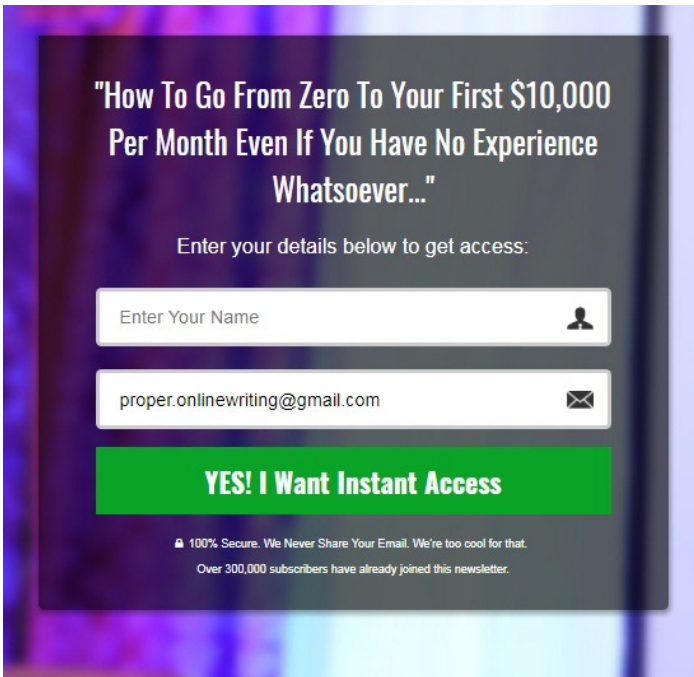 "How To Go From Zero To Your First $10,000
Per Month Even If You Have No Experience
Whatsoever..."
Enter your details below to get access:
Enter Your Name
proper.onlinewriting@gmail.com
YES! I Want Instant Access
100% Secure. We Never Share Your Email. We're too cool for that.
Over 300,000 subscribers have already joined this newsletter.